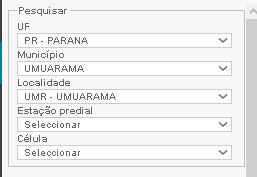 Pesquisar
UF
PR - PARANA
Município
UMUARAMA
Localidade
UMR - UMUARAMA
Estação predial
Selecionar
Célula
Selecionar